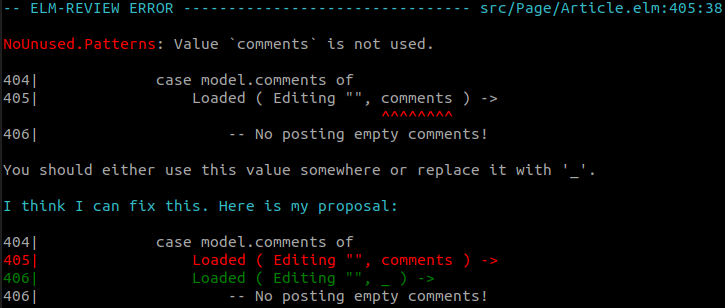 -- ELM-REVIEW ERROR -------------------------------- src/Page/Article.elm:405:38
NoUnused.Patterns: Value `comments` is not used.
404|             case model.comments of
405|                 Loaded ( Editing "", comments ) ->
                                          ^^^^^^^^
406|                     -- No posting empty comments!
You should either use this value somewhere or replace it with '_'.
I think I can fix this. Here is my proposal:
404|             case model.comments of
405|                 Loaded ( Editing "", comments ) ->
406|                 Loaded ( Editing "", _ ) ->
406|                     -- No posting empty comments!